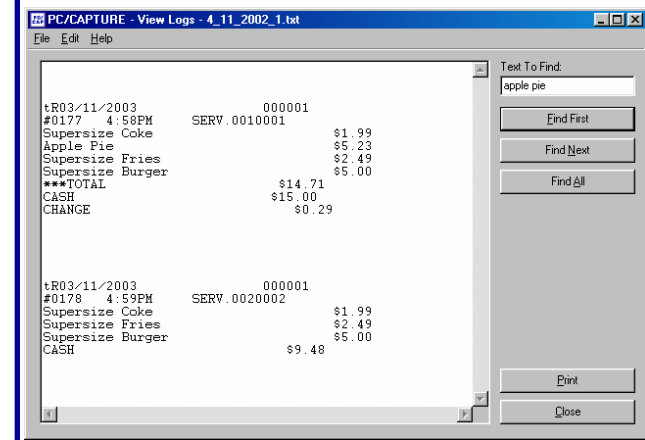 PC/CAPTURE - View Logs - 4_11_2002_1.txt
File Edit Help
Text To Find:
apple pie
Find First
Find Next
Find All
tR03/11/2003 000001
#0177 4:58PM SERV.0010001
Supersize Coke $1.99
Apple Pie $5.23
Supersize Fries $2.49
Supersize Burger $5.00
***TOTAL $14.71
CASH $15.00
CHANGE $0.29
tR03/11/2003 000001
#0178 4:59PM SERV.0020002
Supersize Coke $1.99
Supersize Fries $2.49
Supersize Burger $5.00
CASH $9.48
Print
Close